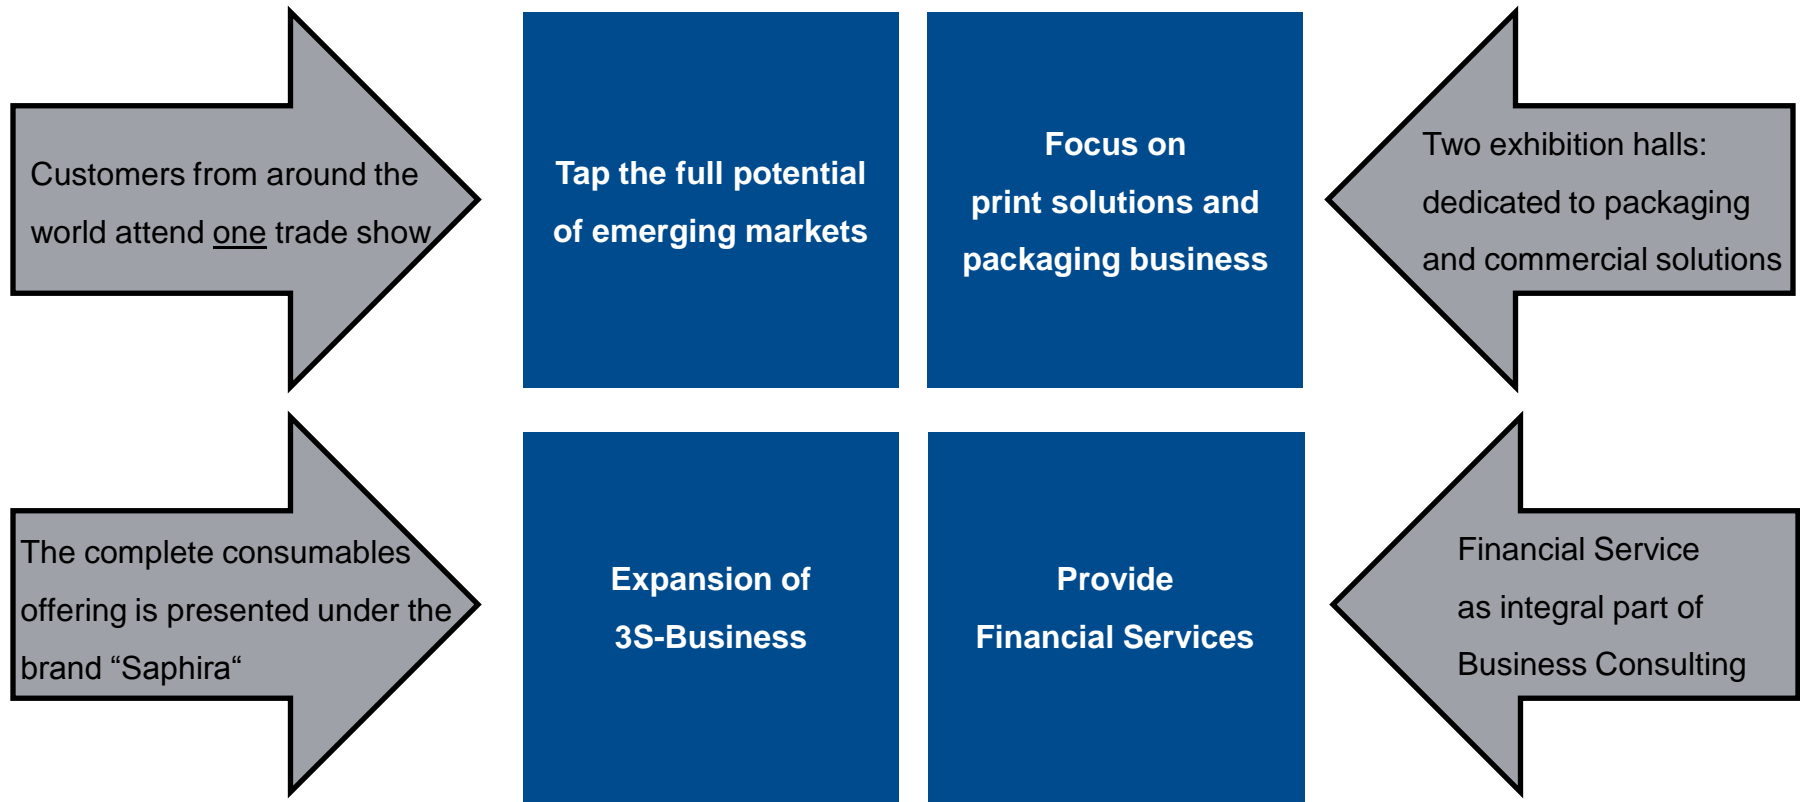 Customers from around the
world attend one trade show
Tap the full potential
of emerging markets
Focus on
print solutions and
packaging business
Two exhibition halls:
dedicated to packaging
and commercial solutions
The complete consumables
offering is presented under the
brand “Saphira“
Expansion of
3S-Business
Provide
Financial Services
Financial Service
as integral part of
Business Consulting